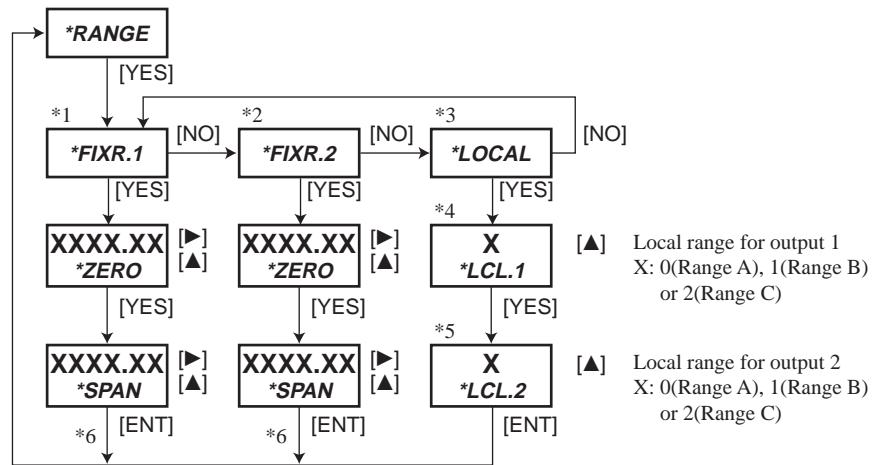 *RANGE
[YES]
*1
*2
*3
*FIXR.1
[NO]
*FIXR.2
[NO]
*LOCAL
[NO]
[YES]
[YES]
[YES]
*4
XXXX.XX
*ZERO
[▶]
[▲]
XXXX.XX
*ZERO
[▶]
[▲]
X
*LCL.1
[▲]
Local range for output 1
X: 0(Range A), 1(Range B)
or 2(Range C)
[YES]
[YES]
[YES]
*5
XXXX.XX
*SPAN
[▶]
[▲]
XXXX.XX
*SPAN
[▶]
[▲]
X
*LCL.2
[▲]
Local range for output 2
X: 0(Range A), 1(Range B)
or 2(Range C)
*6
[ENT]
*6
[ENT]
[ENT]